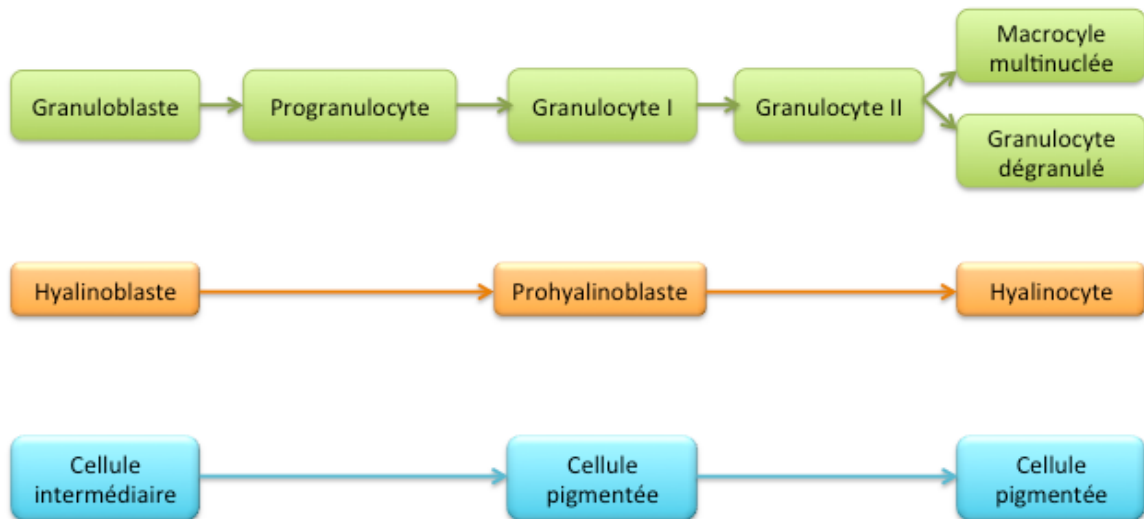 Granuloblaste
Progranulocyte
Granulocyte I
Granulocyte II
Macrocyle
multinuclée
Granulocyte
dégranulé
Hyalinoblaste
Prohyalinoblaste
Hyalinocyte
Cellule
intermédiaire
Cellule
pigmentée
Cellule
pigmentée